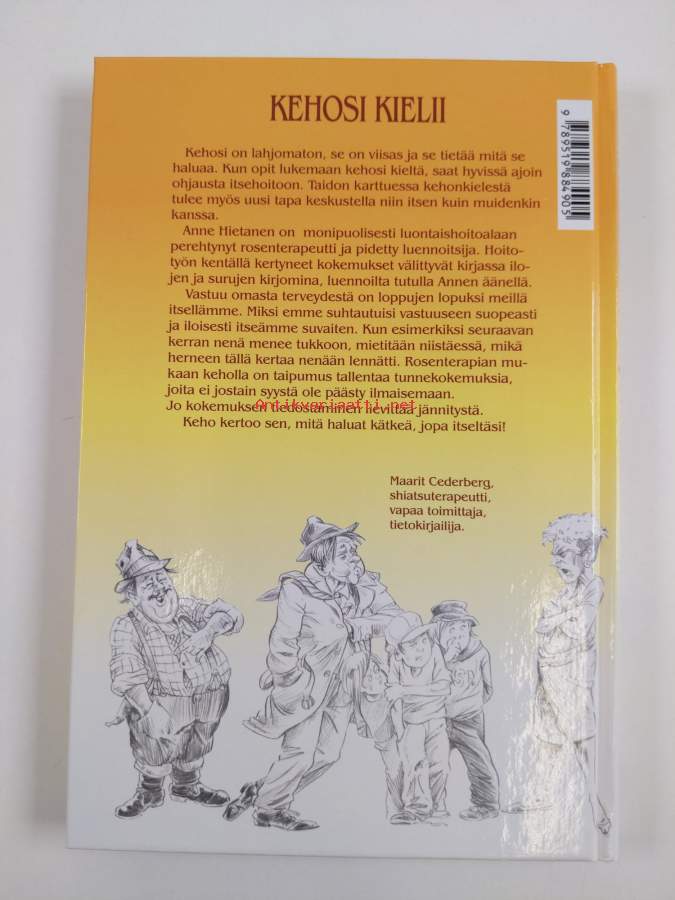 KEHOSI KIELII
Kehosi on lahjomaton, se on viisas ja se tietää mitä se
haluaa. Kun opit lukemaan kehosi kieltä, saat hyvissä ajoin
ohjausta itsehoitoon. Taidon karttuessa kehonkielestä
tulee myös uusi tapa keskustella niin itsen kuin muidenkin
kanssa.
Anne Hietanen on monipuolisesti luontaishoitoalaan
perehtynyt rosenterapeutti ja pidetty luennoitsija. Hoito-
työn kentällä kertyneet kokemukset välittyvät kirjassa ilo-
jen ja surujen kirjomina, luennoilta tutulla Annen äänellä.
Vastuu omasta terveydestä on loppujen lopuksi meillä
itsellämme. Miksi emme suhtautuisi vastuuseen suopeasti
ja iloisesti itseämme suvaiten. Kun esimerkiksi seuraavan
kerran nenä menee tukkoon, mietitään niistäessä, mikä
herneen tällä kertaa nenään lennätti. Rosenterapian mu-
kaan keholla on taipumus tallentaa tunnekokemuksia,
joita ei jostain syystä ole päästy ilmaisemaan.
Jo kokemuksen tiedostaminen lievittää jännitystä.
Antikvariaatti.net
Keho kertoo sen, mitä haluat kätkeä, jopa itseltäsi!
Maarit Cederberg,
shiatsuterapeutti,
vapaa toimittaja,
tietokirjailija.
9 789519 884905